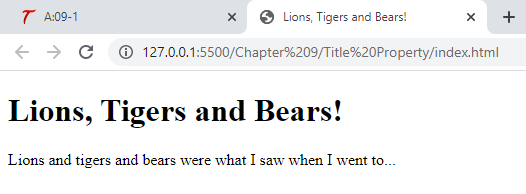 A:09-1
Lions, Tigers and Bears!
127.0.0.1:5500/Chapter%209/Title%20Property/index.html
Lions, Tigers and Bears!
Lions and tigers and bears were what I saw when I went to...